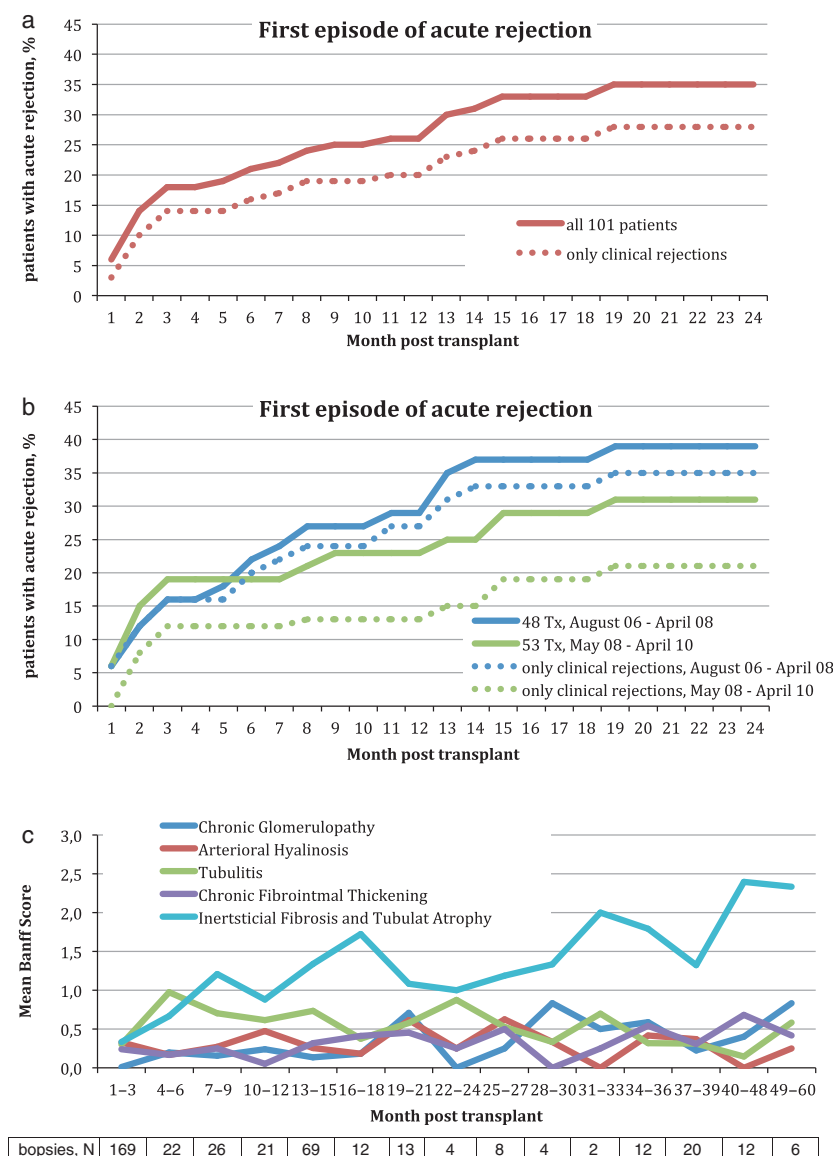 a
First episode of acute rejection
patients with acute rejection, %
45
40
35
30
25
20
15
10
5
0
all 101 patients
only clinical rejections
1 2 3 4 5 6 7 8 9 10 11 12 13 14 15 16 17 18 19 20 21 22 23 24
Month post transplant
b
First episode of acute rejection
patients with acute rejection, %
45
40
35
30
25
20
15
10
5
0
48 Tx, August 06 - April 08
53 Tx, May 08 - April 10
only clinical rejections, August 06 - April 08
only clinical rejections, May 08 - April 10
1 2 3 4 5 6 7 8 9 10 11 12 13 14 15 16 17 18 19 20 21 22 23 24
Month post transplant
c
Mean Banff Score
3,0
2,5
2,0
1,5
1,0
0,5
0,0
Chronic Glomerulopathy
Arterioral Hyalinosis
Tubulitis
Chronic Fibrointmal Thickening
Inertsticial Fibrosis and Tubulat Atrophy
1–3 4–6 7–9 10–12 13–15 16–18 19–21 22–24 25–27 28–30 31–33 34–36 37–39 40–48 49–60
Month post transplant
bopsies, N 169 22 26 21 69 12 13 4 8 4 2 12 20 12 6